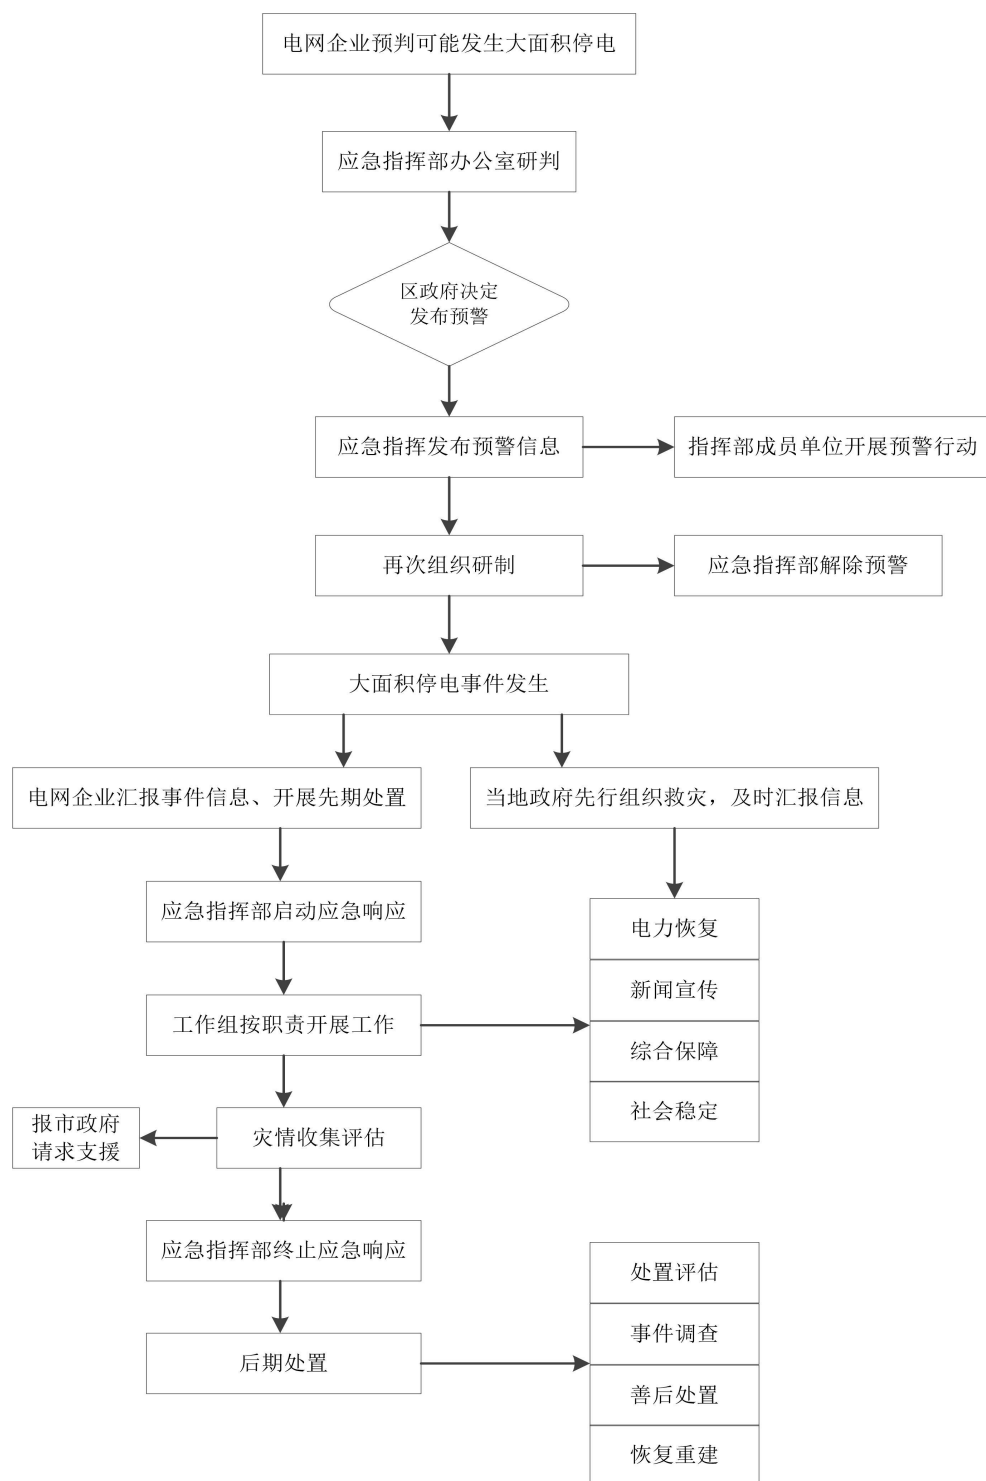 电网企业预判可能发生大面积停电
应急指挥部办公室研判
区政府决定
发布预警
应急指挥发布预警信息
指挥部成员单位开展预警行动
再次组织研制
应急指挥部解除预警
大面积停电事件发生
电网企业汇报事件信息、开展先期处置
当地政府先行组织救灾，及时汇报信息
应急指挥部启动应急响应
电力恢复
新闻宣传
工作组按职责开展工作
综合保障
社会稳定
报市政府
请求支援
灾情收集评估
应急指挥部终止应急响应
处置评估
事件调查
后期处置
善后处置
恢复重建